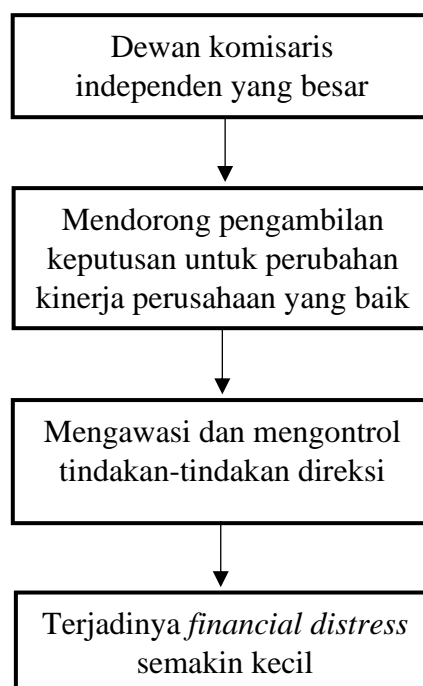 Dewan komisaris
independen yang besar
Mendorong pengambilan
keputusan untuk perubahan
kinerja perusahaan yang baik
Mengawasi dan mengontrol
tindakan-tindakan direksi
Terjadinya financial distress
semakin kecil